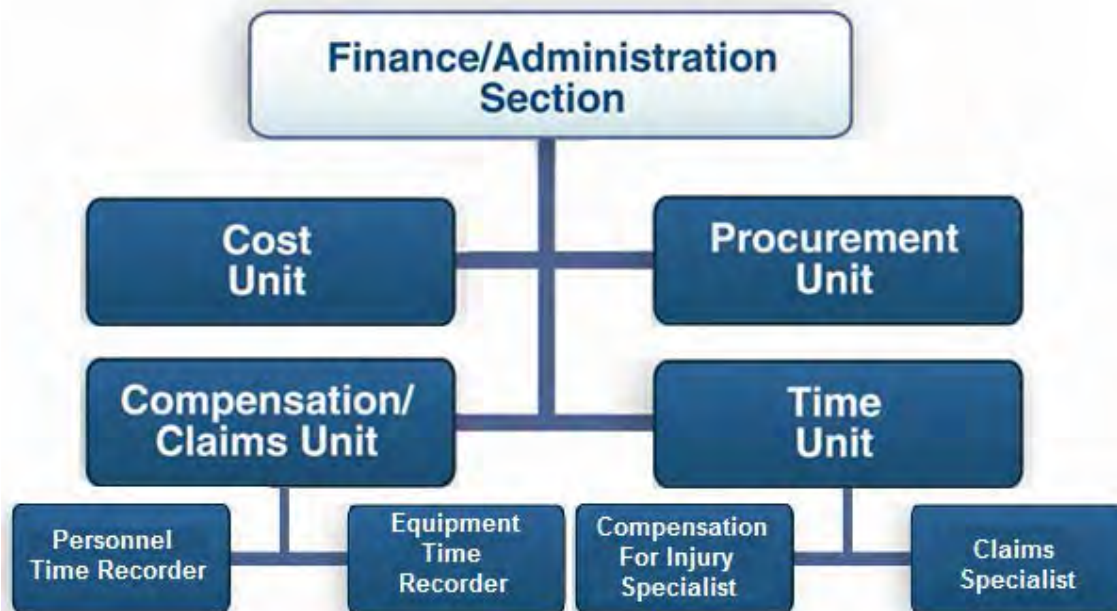 Finance/Administration
Section
Cost
Unit
Procurement
Unit
Compensation/
Claims Unit
Time
Unit
Personnel
Time Recorder
Equipment
Time
Recorder
Compensation
For Injury
Specialist
Claims
Specialist